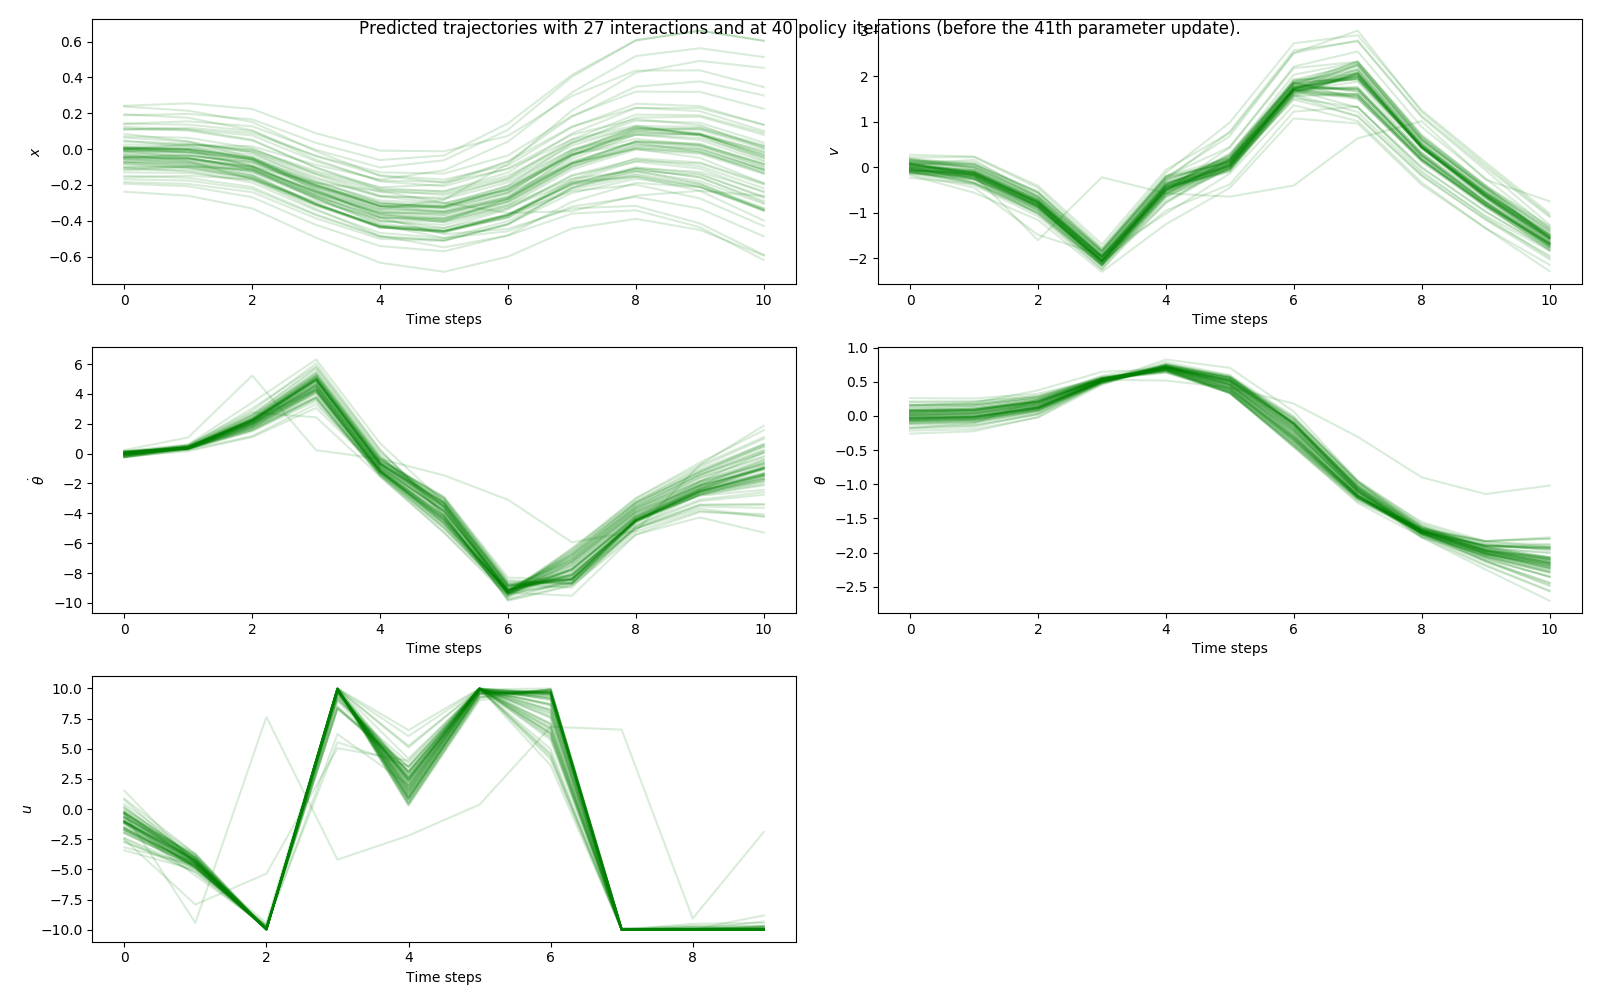 Predicted trajectories with 27 interactions and at 40 policy iterations (before the 41th parameter update).
0.6
0.4
0.2
0.0
−0.2
−0.4
−0.6
x
0 2 4 6 8 10
Time steps
3
2
1
0
−1
−2
v
0 2 4 6 8 10
Time steps
6
4
2
0
−2
−4
−6
−8
−10
θ̇
0 2 4 6 8 10
Time steps
1.0
0.5
0.0
−0.5
−1.0
−1.5
−2.0
−2.5
θ
0 2 4 6 8 10
Time steps
10.0
7.5
5.0
2.5
0.0
−2.5
−5.0
−7.5
−10.0
u
0 2 4 6 8
Time steps